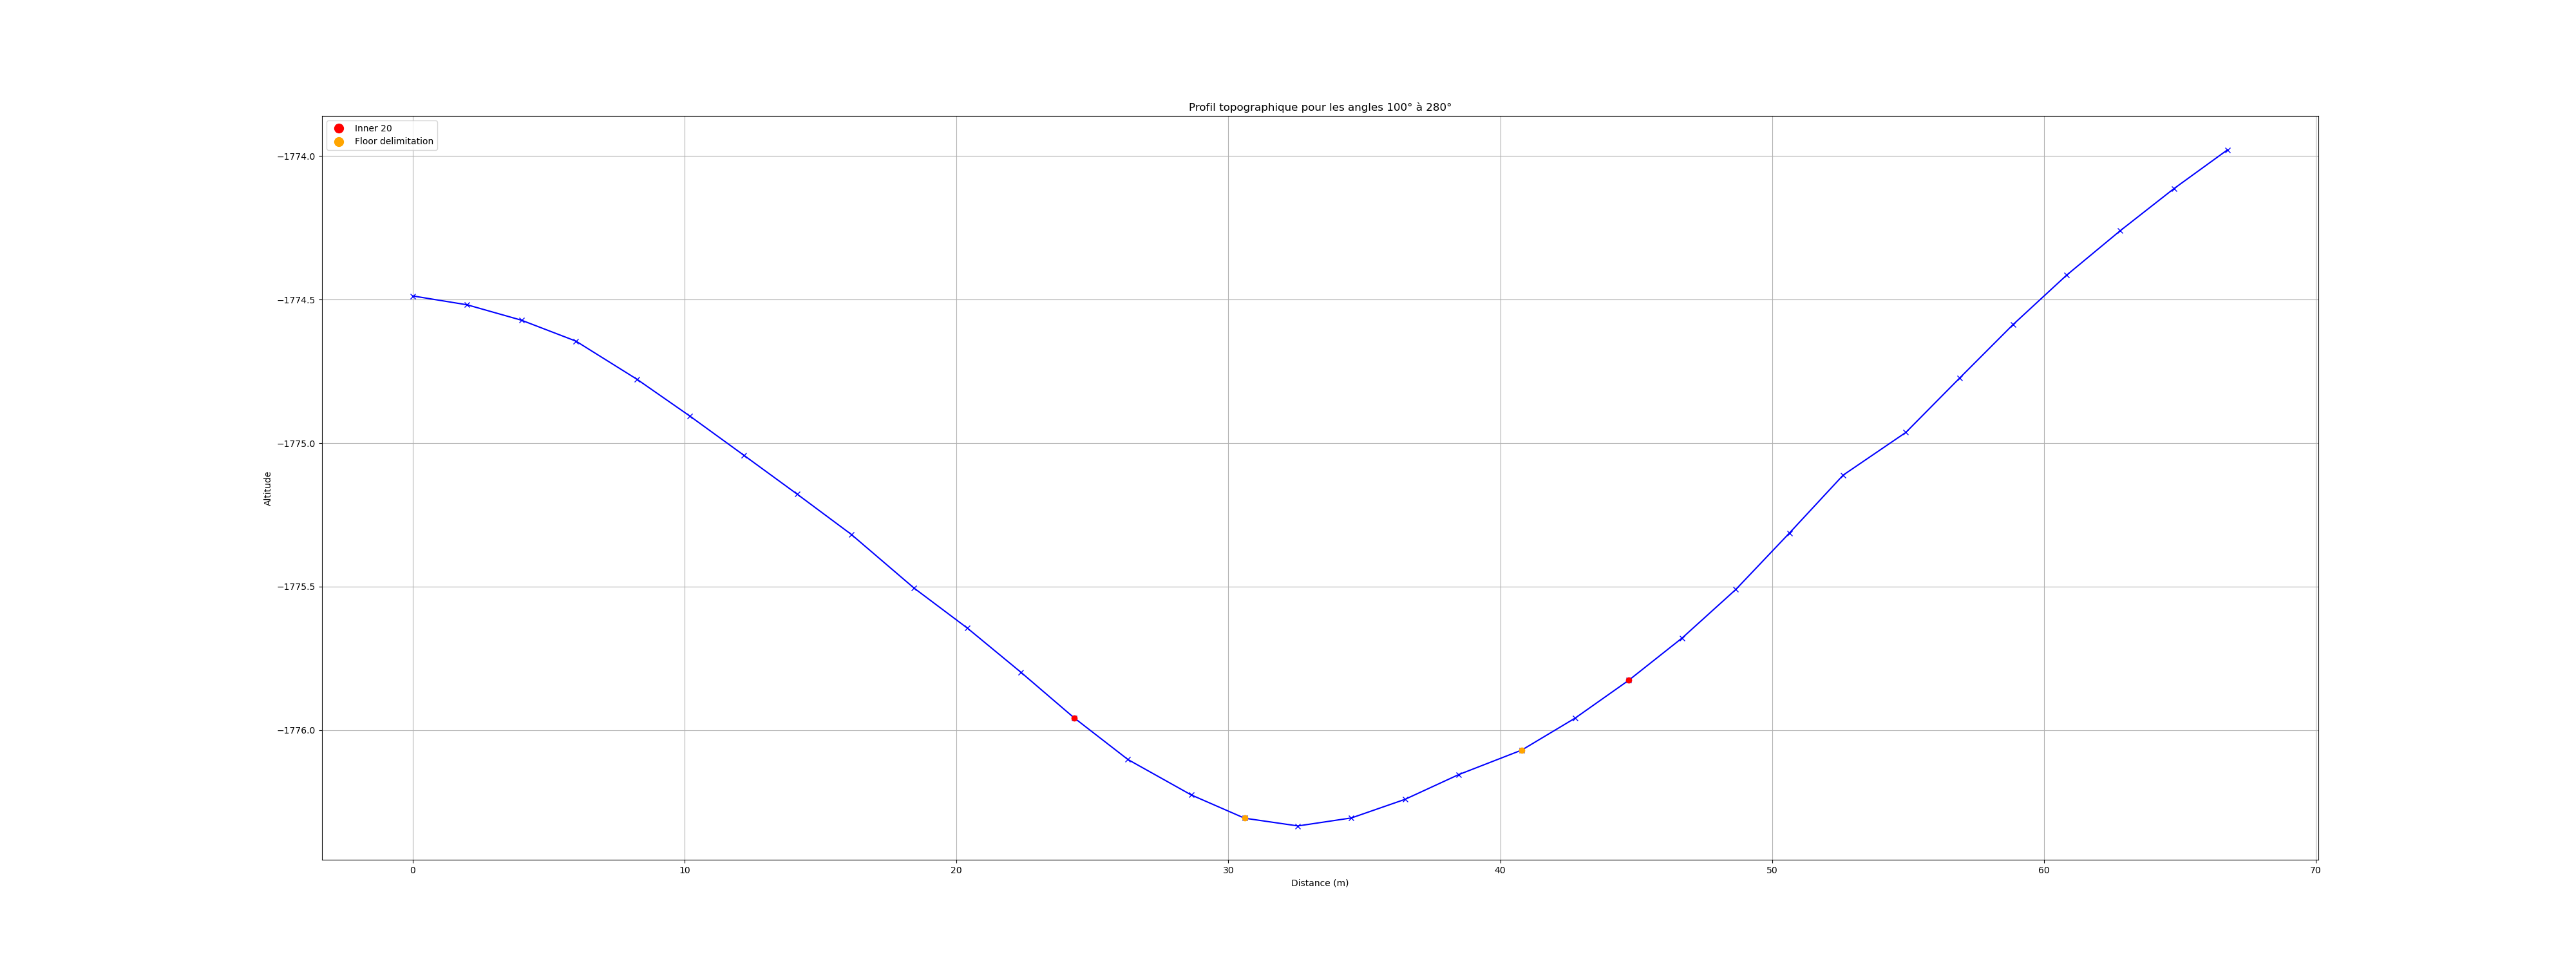 Profil topographique pour les angles 100° à 280°
Inner 20
Floor delimitation
−1774.0
−1774.5
−1775.0
−1775.5
−1776.0
Altitude
0 10 20 30 40 50 60 70
Distance (m)